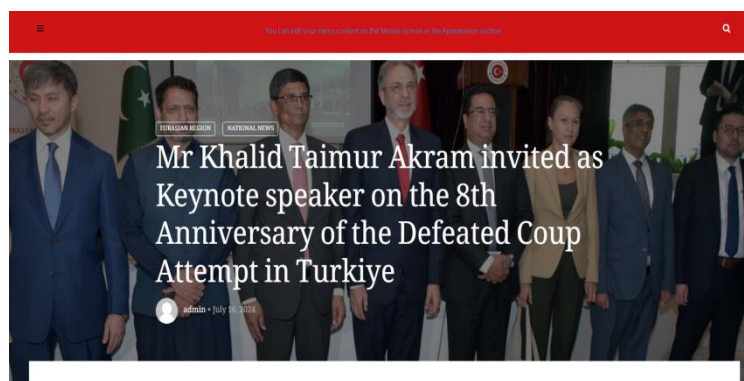 You can edit your menu content on the Menus screen in the Appearance section.
EURASIAN REGION NATIONAL NEWS
Mr Khalid Taimur Akram invited as
Keynote speaker on the 8th
Anniversary of the Defeated Coup
Attempt in Turkiye
admin • July 16, 2024